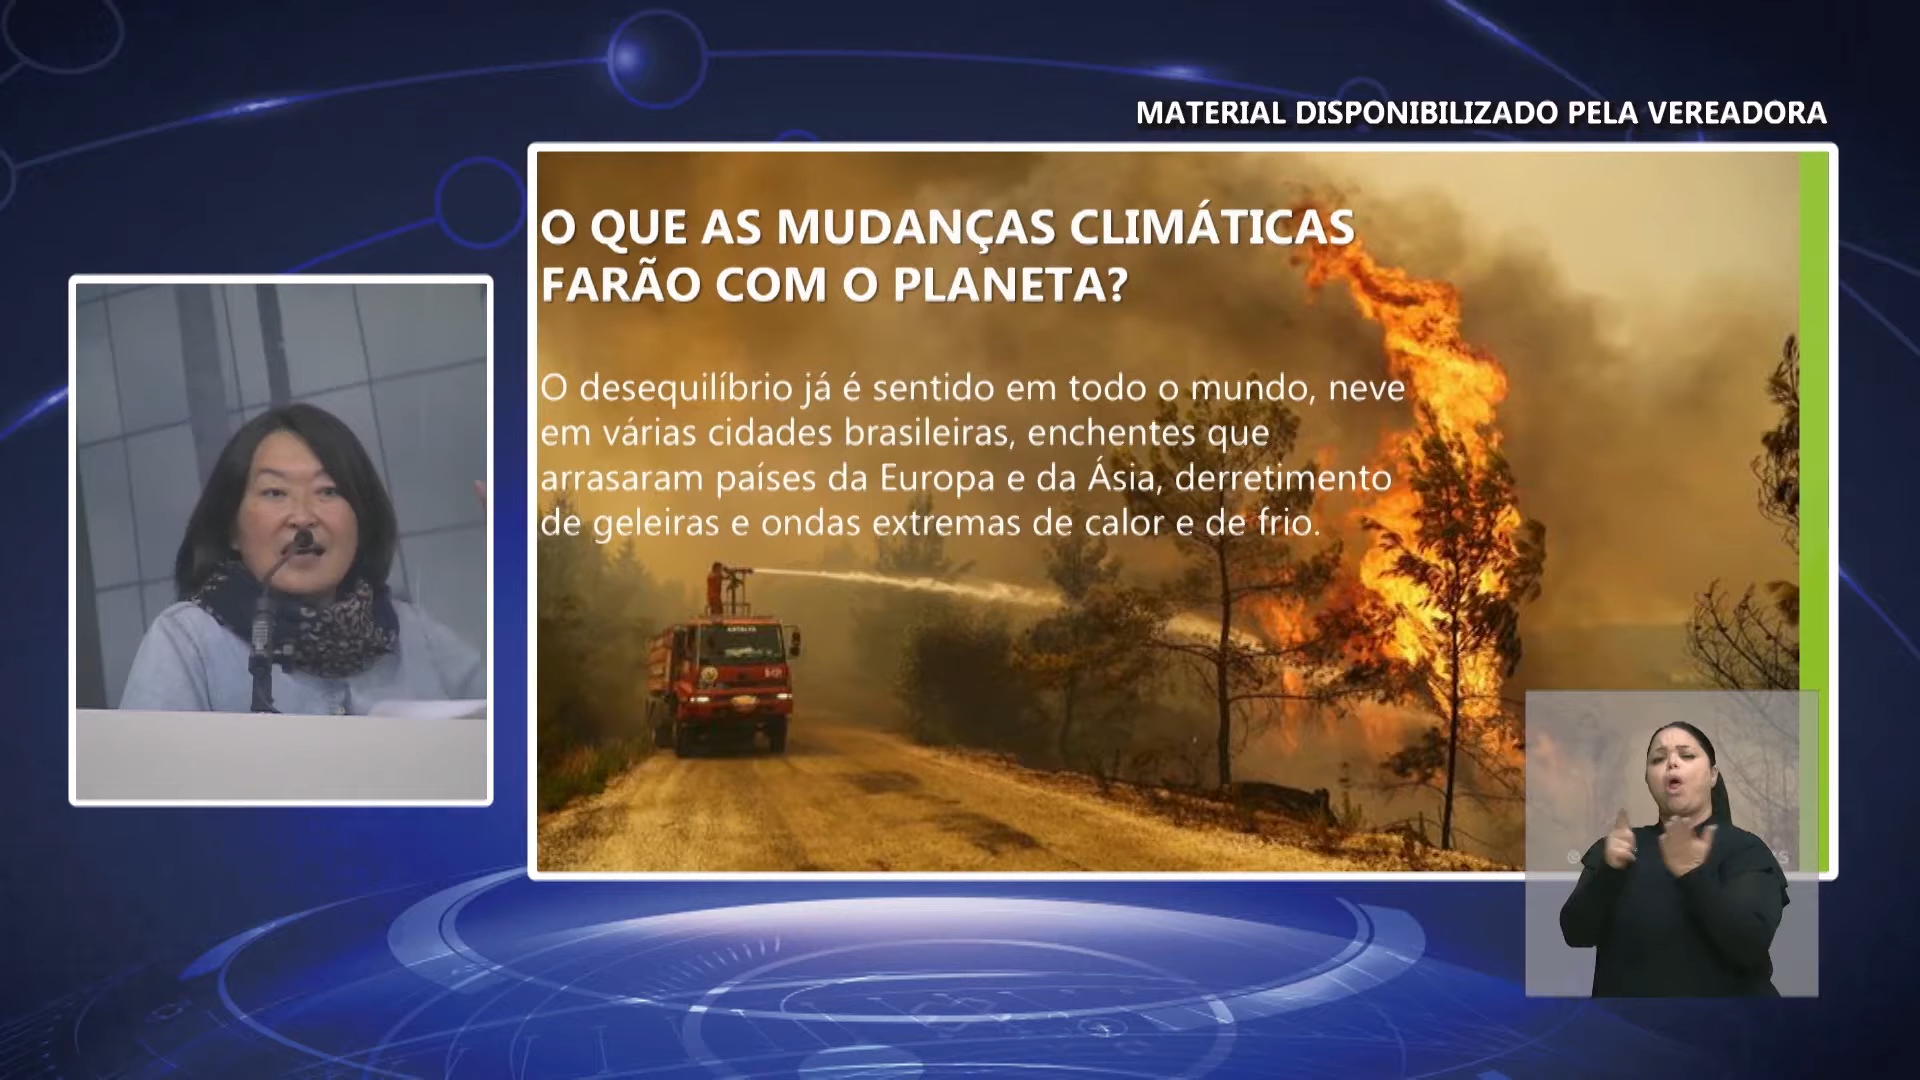 MATERIAL DISPONIBILIZADO PELA VEREADORA
O QUE AS MUDANÇAS CLIMÁTICAS
FARÃO COM O PLANETA?
O desequilíbrio já é sentido em todo o mundo, neve
em várias cidades brasileiras, enchentes que
arrasaram países da Europa e da Ásia, derretimento
de geleiras e ondas extremas de calor e de frio.
ANTALYA